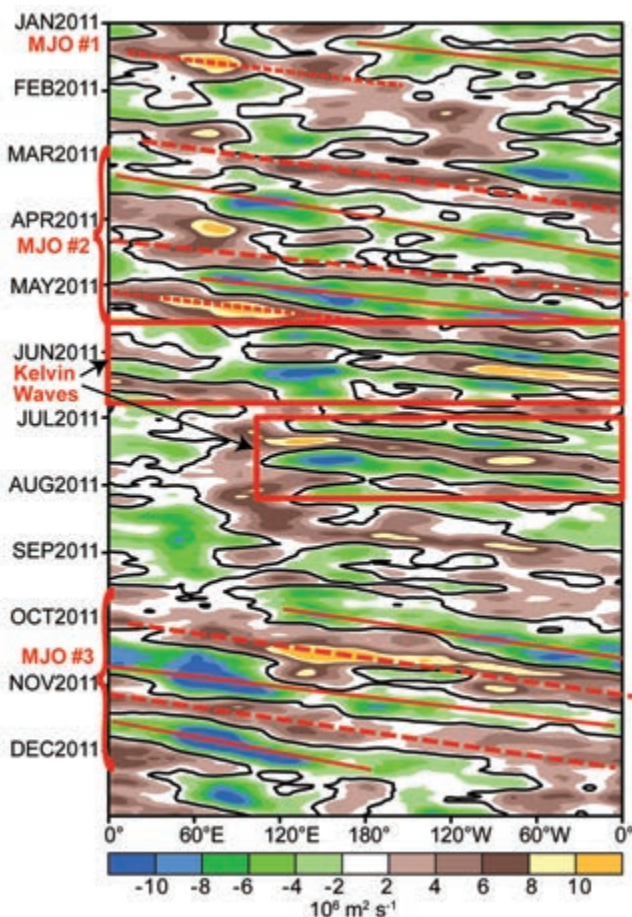 JAN2011
MJO #1
FEB2011
MAR2011
APR2011
MJO #2
MAY2011
JUN2011
Kelvin
Waves
JUL2011
AUG2011
SEP2011
OCT2011
MJO #3
NOV2011
DEC2011
0° 60°E 120°E 180° 120°W 60°W 0°
-10 -8 -6 -4 -2 2 4 6 8 10
10⁶ m² s⁻¹